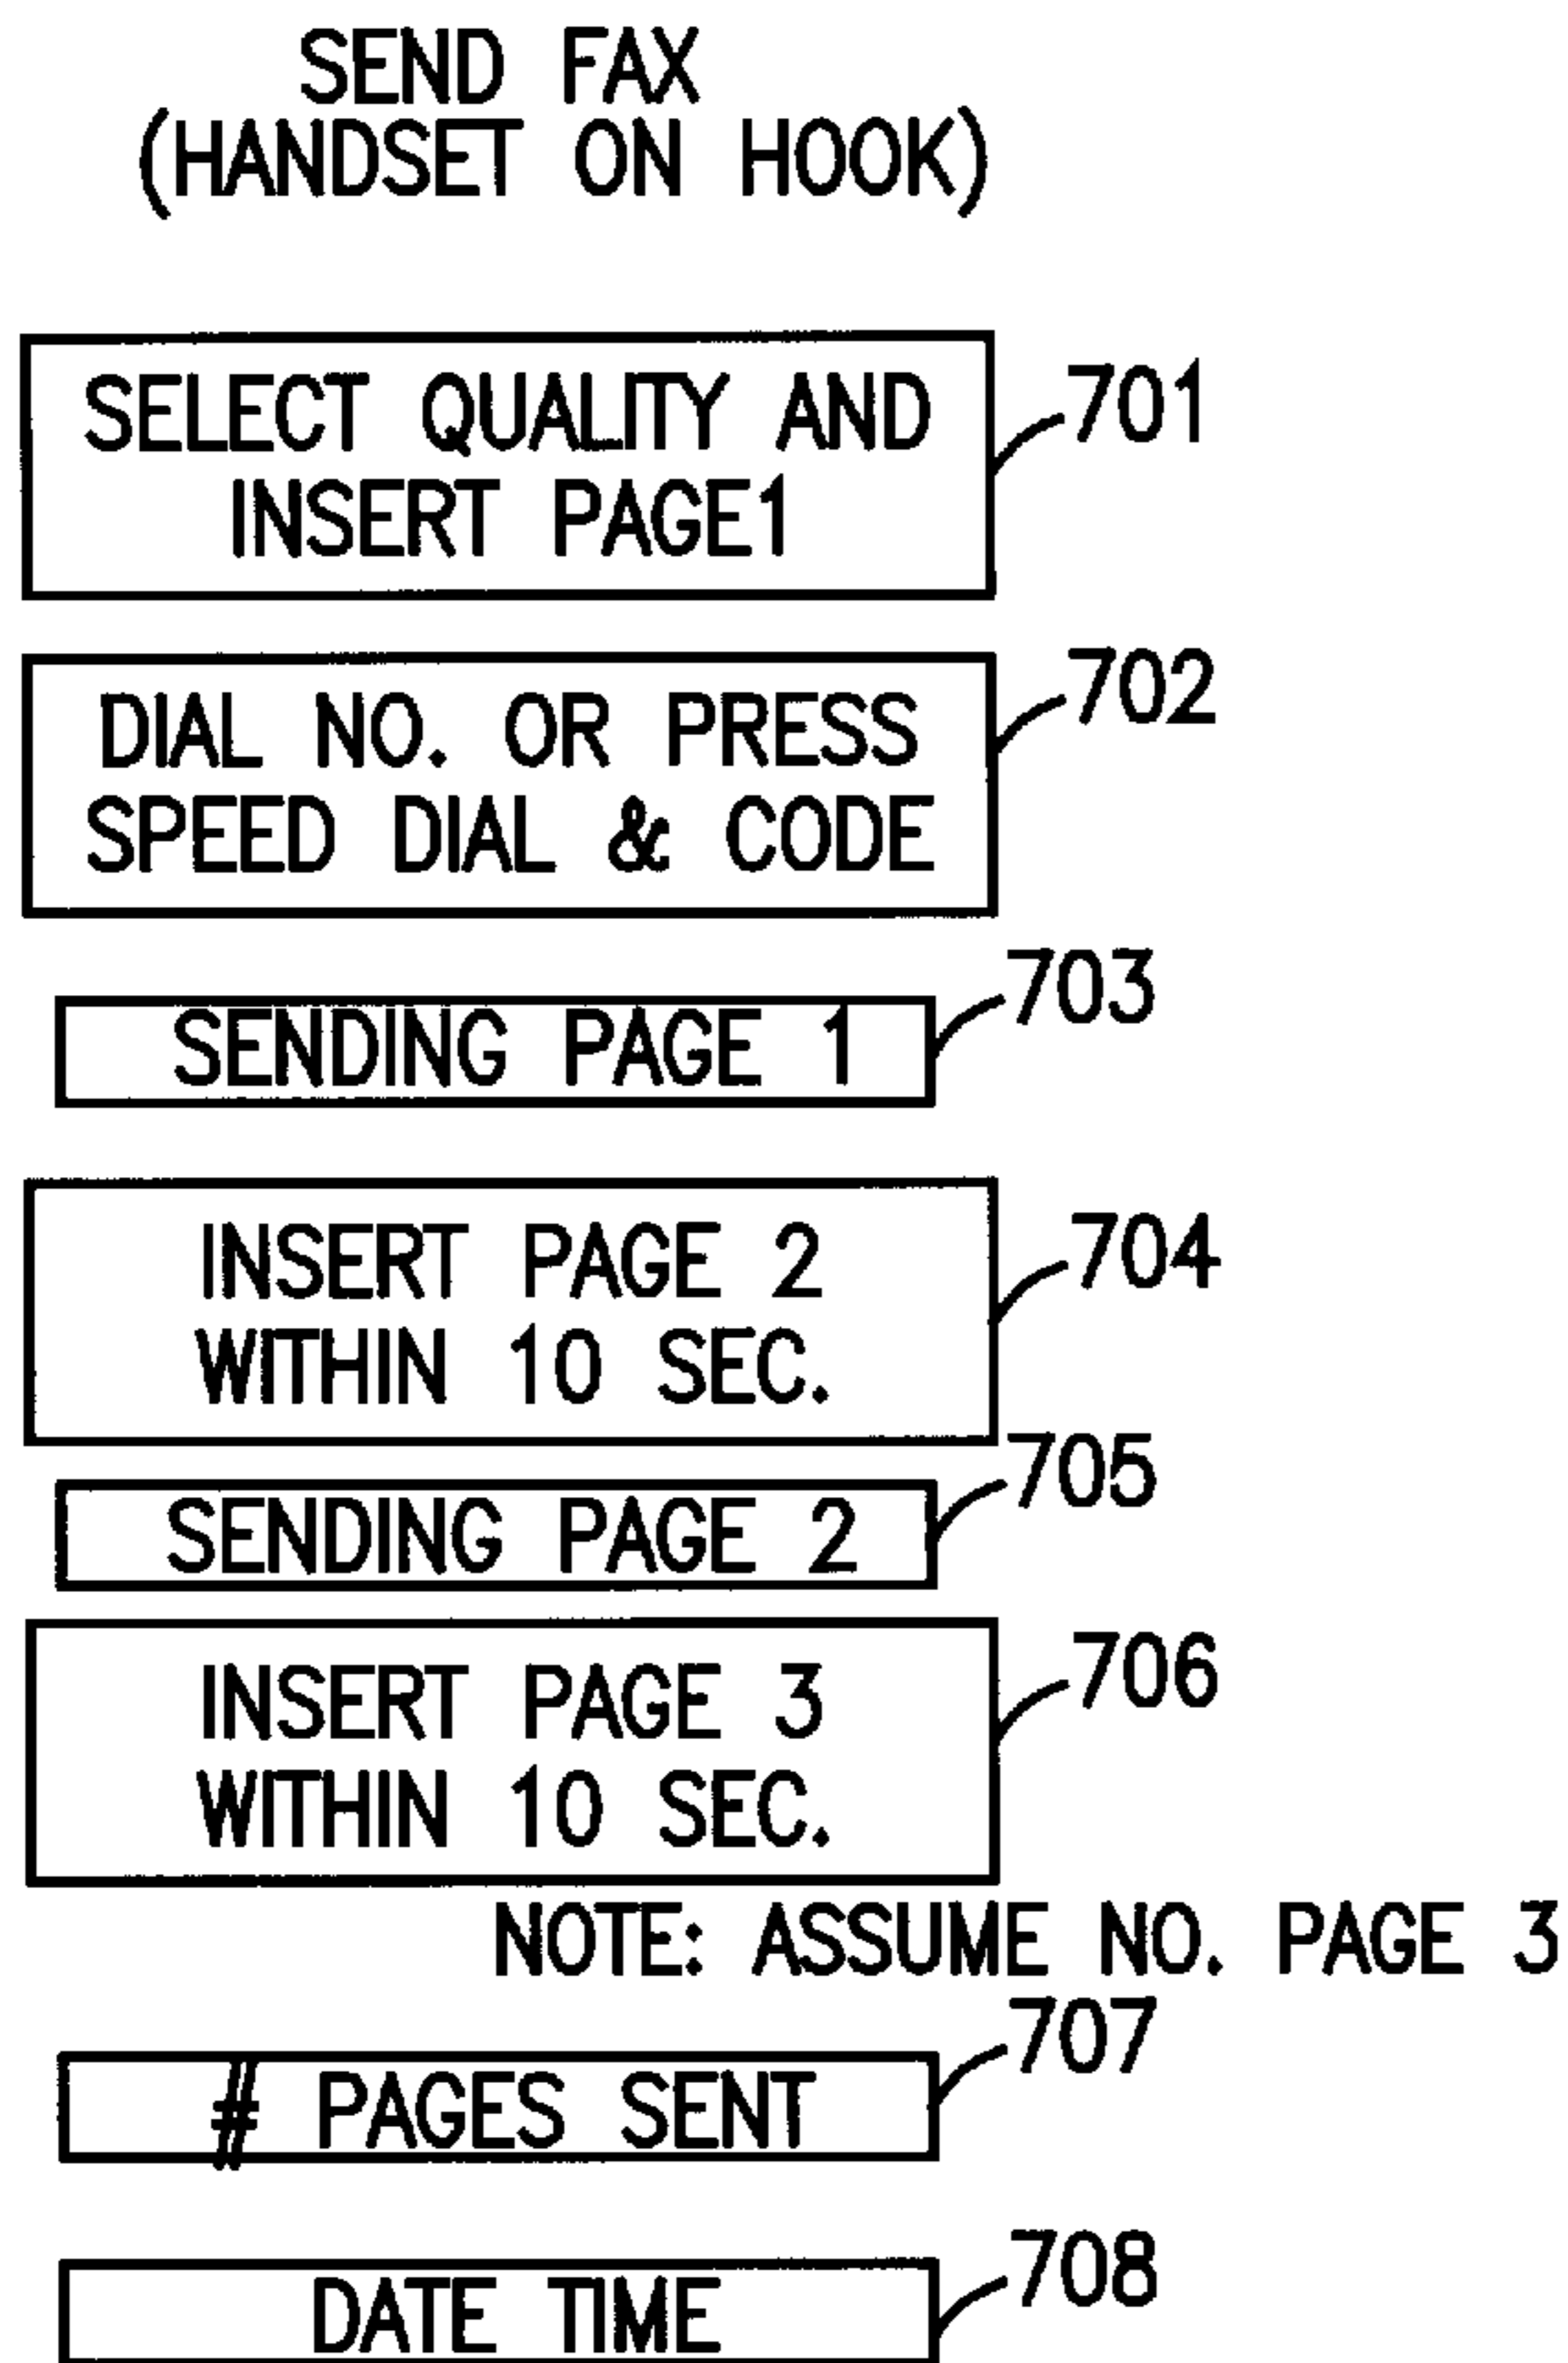 SEND FAX
(HANDSET ON HOOK)
SELECT QUALITY AND
INSERT PAGE1
701
DIAL NO. OR PRESS
SPEED DIAL & CODE
702
SENDING PAGE 1
703
INSERT PAGE 2
WITHIN 10 SEC.
704
SENDING PAGE 2
705
INSERT PAGE 3
WITHIN 10 SEC.
706
NOTE: ASSUME NO. PAGE 3
# PAGES SENT
707
DATE TIME
708